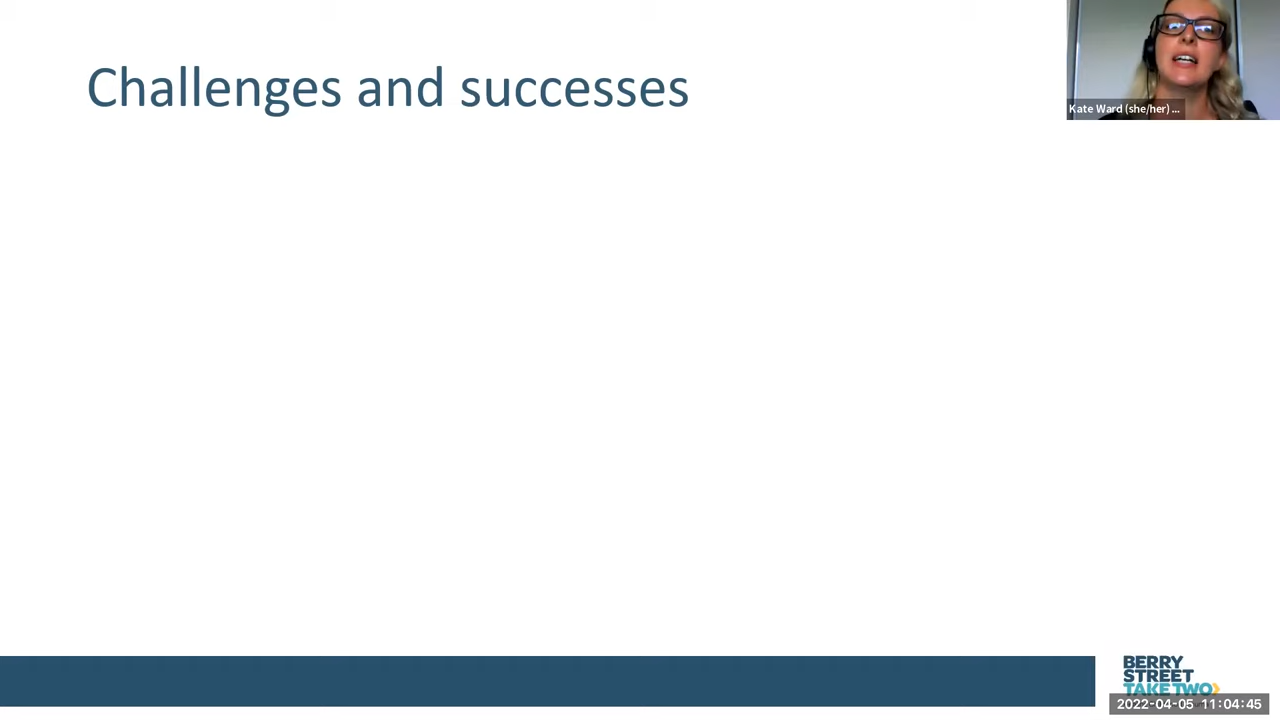 Challenges and successes
Kate Ward (she/her) ...
BERRY
STREET
TAKE TWO
2022-04-05 11:04:45